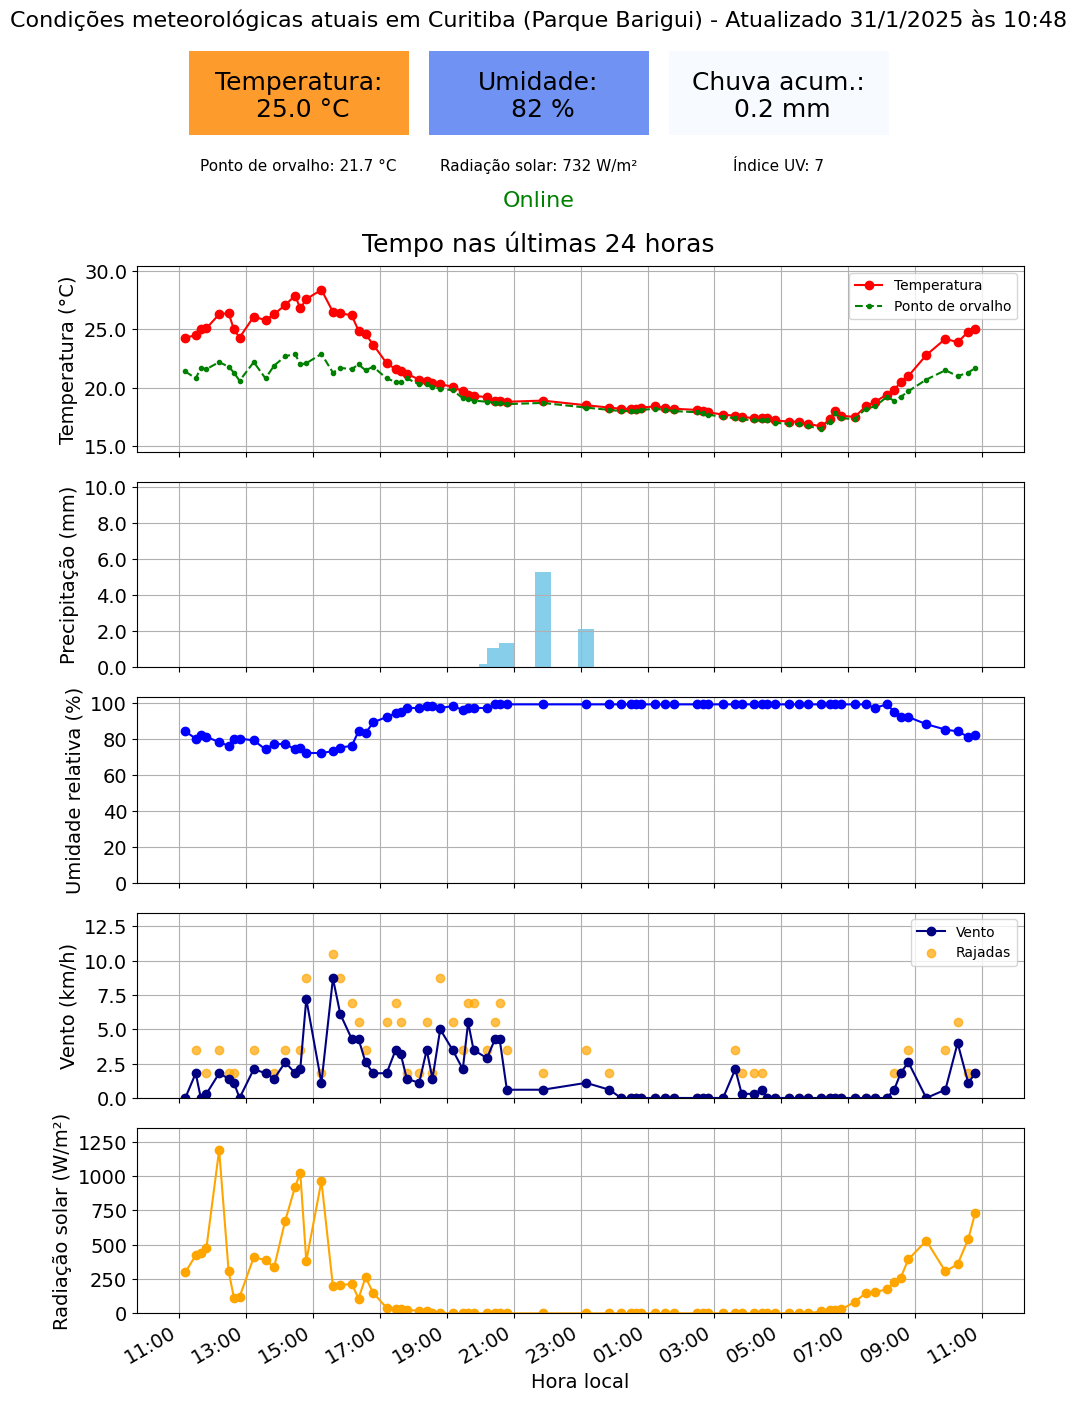 Condições meteorológicas atuais em Curitiba (Parque Barigui) - Atualizado 31/1/2025 às 10:48
Temperatura:
25.0 °C
Umidade:
82 %
Chuva acum.:
0.2 mm
Ponto de orvalho: 21.7 °C
Radiação solar: 732 W/m²
Índice UV: 7
Online
Tempo nas últimas 24 horas
Temperatura (°C)
30.0
25.0
20.0
15.0
Temperatura
Ponto de orvalho
Precipitação (mm)
10.0
8.0
6.0
4.0
2.0
0.0
Umidade relativa (%)
100
80
60
40
20
0
Vento (km/h)
12.5
10.0
7.5
5.0
2.5
0.0
Vento
Rajadas
Radiação solar (W/m²)
1250
1000
750
500
250
0
11:00
13:00
15:00
17:00
19:00
21:00
23:00
01:00
03:00
05:00
07:00
09:00
11:00
Hora local